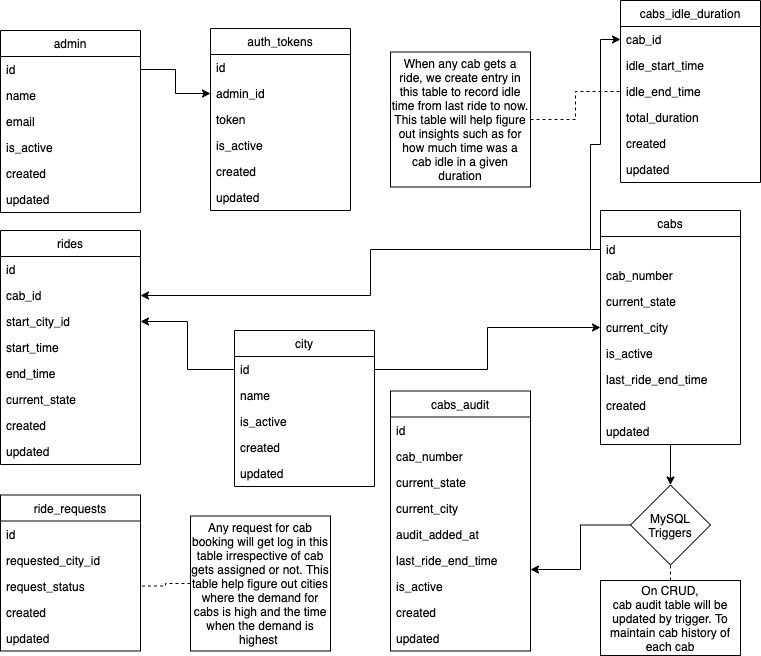 admin
id
name
email
is_active
created
updated
auth_tokens
id
admin_id
token
is_active
created
updated
When any cab gets a
ride, we create entry in
this table to record idle
time from last ride to now.
This table will help figure
out insights such as for
how much time was a
cab idle in a given
duration
cabs_idle_duration
cab_id
idle_start_time
idle_end_time
total_duration
created
updated
rides
id
cab_id
start_city_id
start_time
end_time
current_state
created
updated
city
id
name
is_active
created
updated
cabs
id
cab_number
current_state
current_city
is_active
last_ride_end_time
created
updated
cabs_audit
id
cab_number
current_state
current_city
audit_added_at
last_ride_end_time
is_active
created
updated
MySQL
Triggers
On CRUD,
cab audit table will be
updated by trigger. To
maintain cab history of
each cab
ride_requests
id
requested_city_id
request_status
created
updated
Any request for cab
booking will get log in this
table irrespective of cab
gets assigned or not. This
table help figure out cities
where the demand for
cabs is high and the time
when the demand is
highest